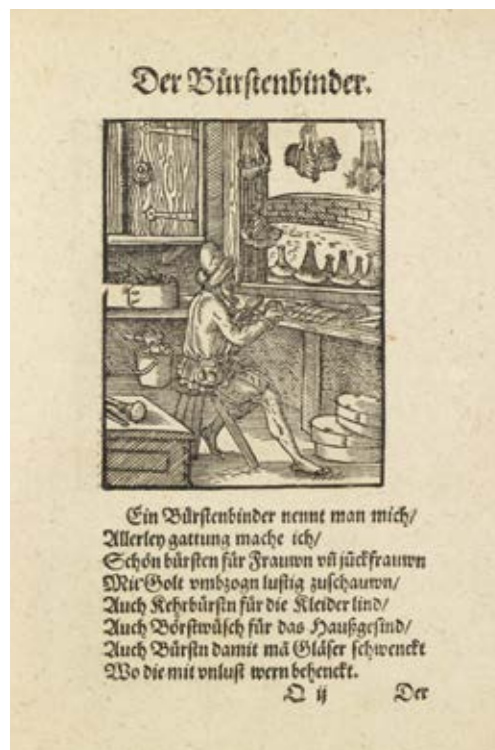 Der Bürstenbinder.
Ein Bürstenbinder nennt man mich/
Allerley gattung mache ich/
Schön bürsten für Frauwn vñ jückfrauwn
Mit Golt vmbzogn lustig zuschauwn/
Auch Kehrbürstn für die Kleider lind/
Auch Börstwüsch für das Haußgesind/
Auch Bürstn damit mã Gläser schwenckt
Wo die mit vnlust wern behenckt.
Q ij Der